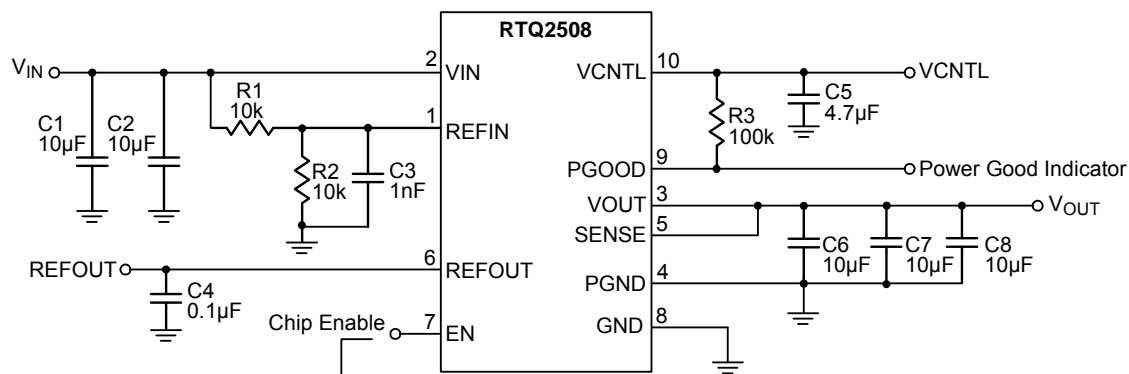 RTQ2508
V_IN
2
VIN
R1
10k
1
REFIN
C1
10µF
C2
10µF
R2
10k
C3
1nF
REFOUT
6
REFOUT
C4
0.1µF
Chip Enable
7
EN
VCNTL
10
VCNTL
R3
100k
C5
4.7µF
PGOOD
9
Power Good Indicator
VOUT
3
V_OUT
SENSE
5
C6
10µF
C7
10µF
C8
10µF
PGND
4
GND
8